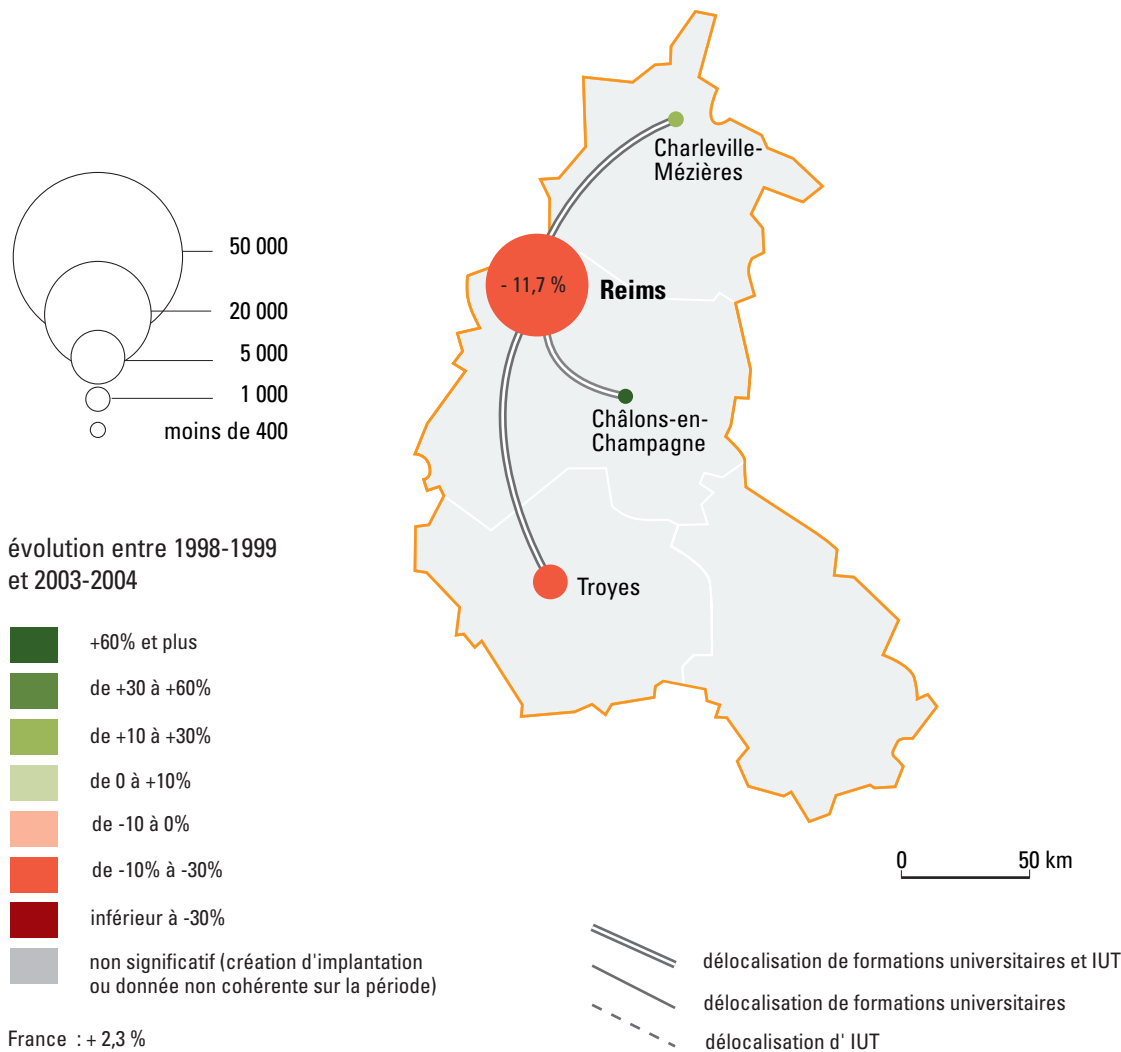 Charleville-
Mézières
50 000
20 000
5 000
1 000
moins de 400
- 11,7 %
Reims
Châlons-en-
Champagne
Troyes
évolution entre 1998-1999
et 2003-2004
+60% et plus
de +30 à +60%
de +10 à +30%
de 0 à +10%
de -10 à 0%
de -10% à -30%
inférieur à -30%
non significatif (création d'implantation
ou donnée non cohérente sur la période)
France : + 2,3 %
0 50 km
délocalisation de formations universitaires et IUT
délocalisation de formations universitaires
délocalisation d' IUT